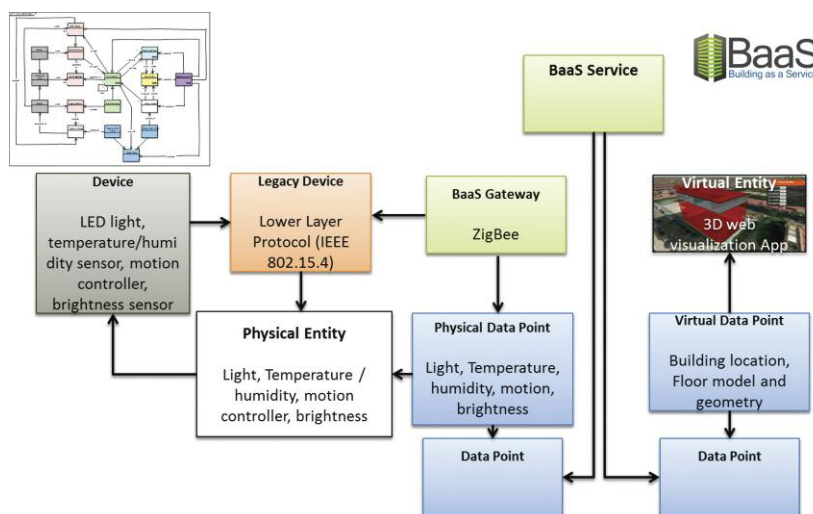 BaaS
Building as a Service
BaaS Service
Device
LED light,
temperature/humi
dity sensor, motion
controller,
brightness sensor
Legacy Device
Lower Layer
Protocol (IEEE
802.15.4)
BaaS Gateway
ZigBee
Virtual Entity
3D web
visualization App
Physical Entity
Light, Temperature /
humidity, motion
controller, brightness
Physical Data Point
Light, Temperature,
humidity, motion,
brightness
Virtual Data Point
Building location,
Floor model and
geometry
Data Point
Data Point